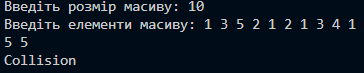 Введіть розмір масиву: 10
Введіть елементи масиву: 1 3 5 2 1 2 1 3 4 1
5 5
Collision